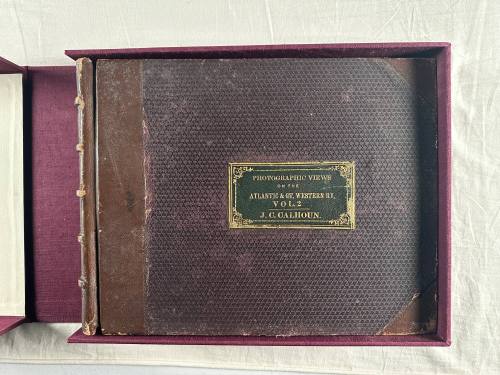 PHOTOGRAPHIC VIEWS
ON THE
ATLANTIC & GT. WESTERN RY,
VOL. 2
J. C. CALHOUN.